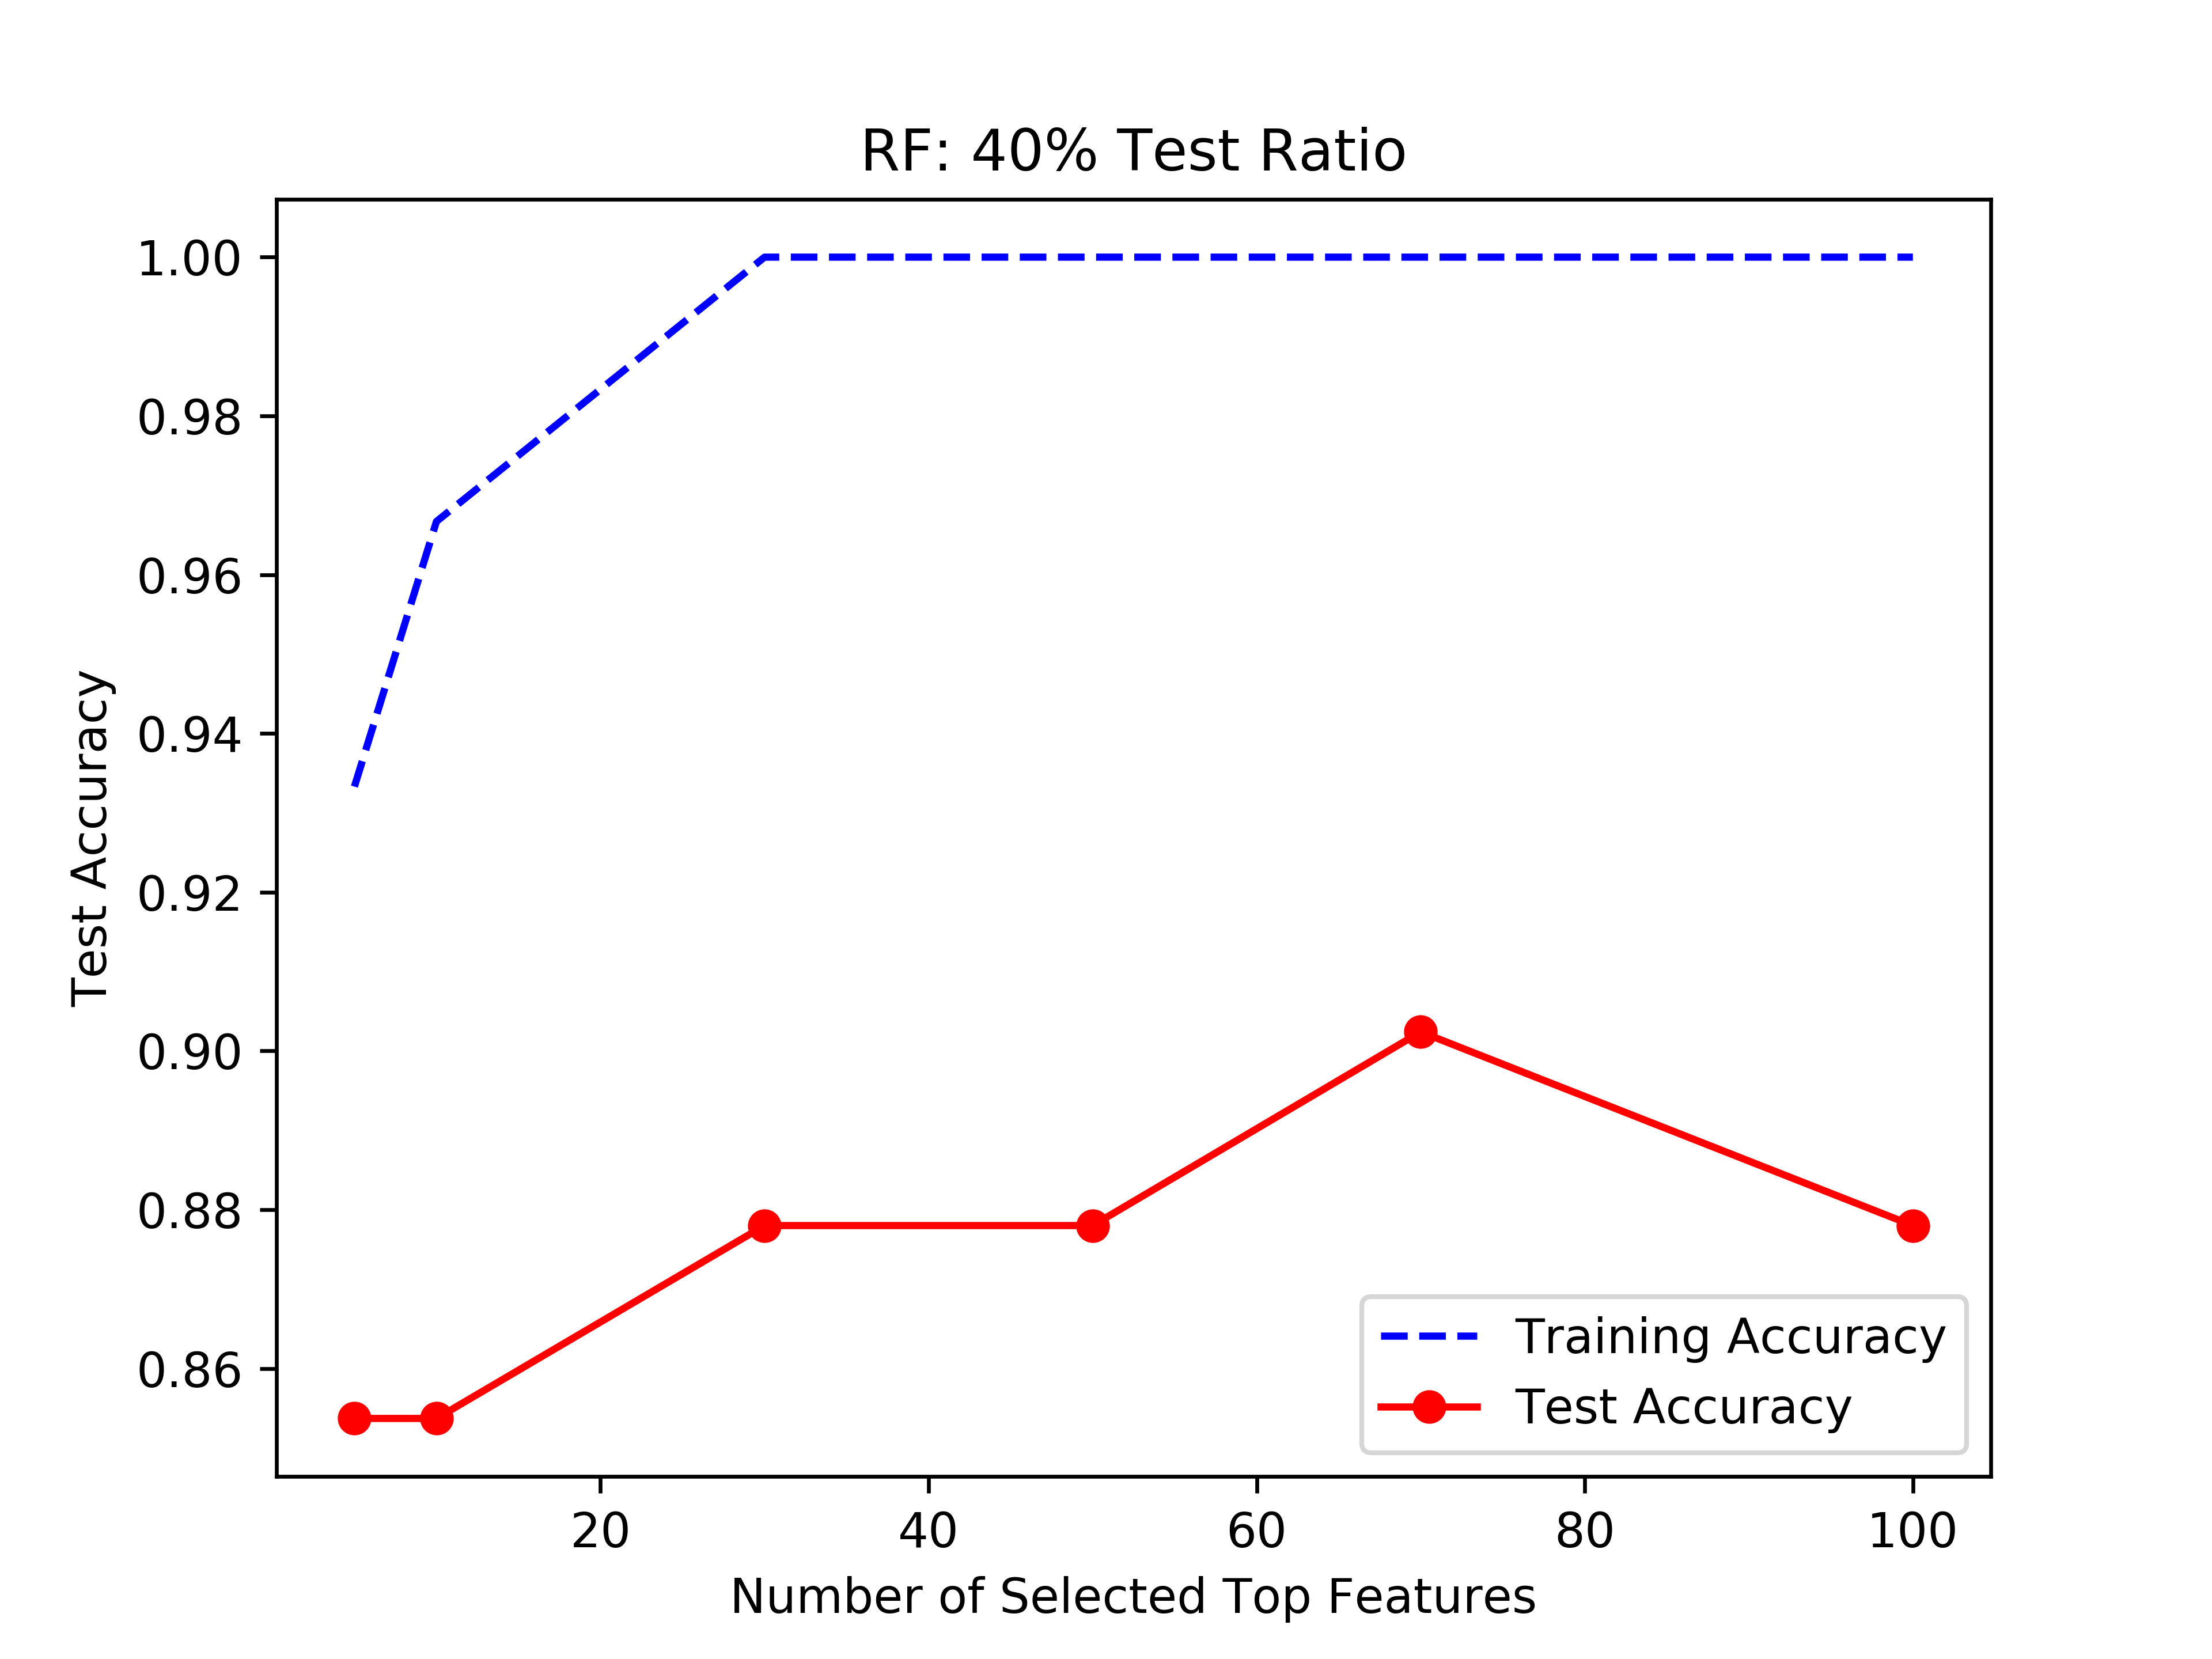 RF: 40% Test Ratio
1.00
0.98
0.96
0.94
0.92
0.90
0.88
0.86
Test Accuracy
Training Accuracy
Test Accuracy
20 40 60 80 100
Number of Selected Top Features